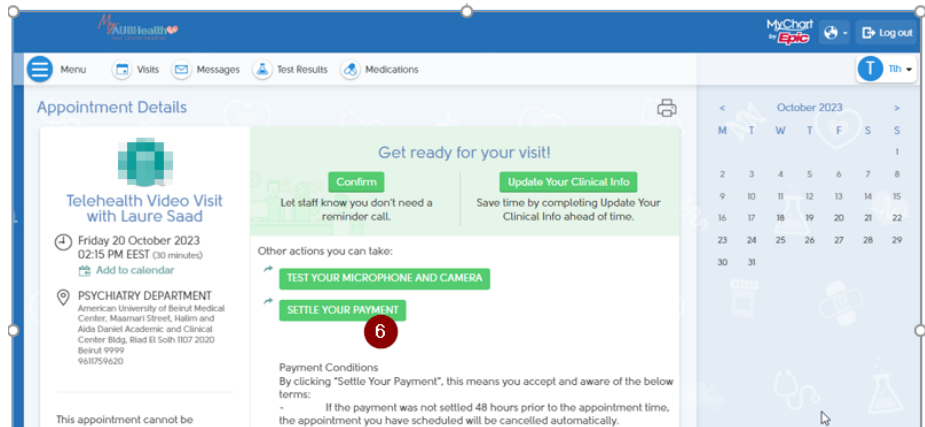 My AUBHealth
MyChart
by Epic
Log out
Menu
Visits
Messages
Test Results
Medications
T
Appointment Details
Telehealth Video Visit
with Laure Saad
Friday 20 October 2023
02:15 PM EEST (30 minutes)
Add to calendar
PSYCHIATRY DEPARTMENT
American University of Beirut Medical
Center, Maamari Street, Halim and
Aida Daniel Academic and Clinical
Center Bldg, Riad El Solh 1107 2020
Beirut 9999
9611759620
This appointment cannot be
Get ready for your visit!
Confirm
Let staff know you don't need a
reminder call.
Update Your Clinical Info
Save time by completing Update Your
Clinical Info ahead of time.
Other actions you can take:
TEST YOUR MICROPHONE AND CAMERA
SETTLE YOUR PAYMENT
6
Payment Conditions
By clicking "Settle Your Payment", this means you accept and aware of the below
terms:
- If the payment was not settled 48 hours prior to the appointment time,
the appointment you have scheduled will be cancelled automatically.
< October 2023 >
M T W T F S S
1
2 3 4 5 6 7 8
9 10 11 12 13 14 15
16 17 18 19 20 21 22
23 24 25 26 27 28 29
30 31